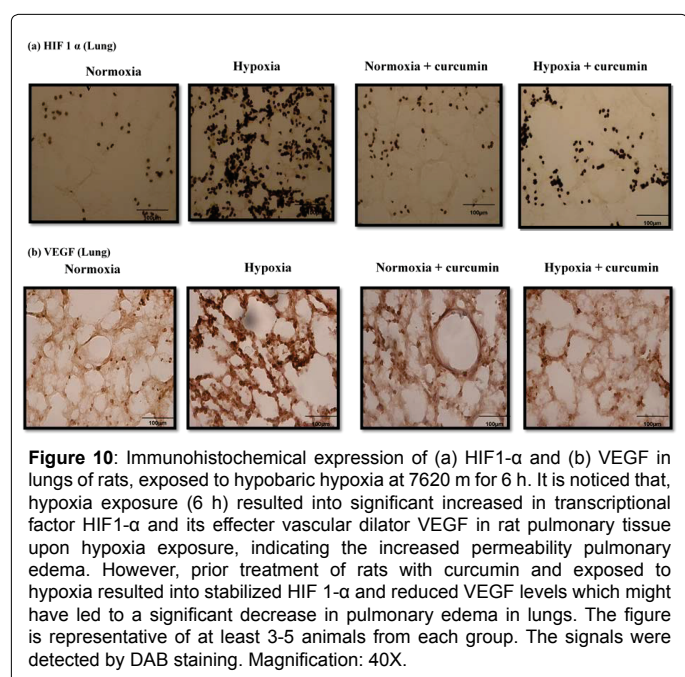 (a) HIF 1 α (Lung)
Normoxia
Hypoxia
Normoxia + curcumin
Hypoxia + curcumin
100μm
100μm
100μm
100μm
(b) VEGF (Lung)
Normoxia
Hypoxia
Normoxia + curcumin
Hypoxia + curcumin
100μm
100μm
100μm
100μm
Figure 10: Immunohistochemical expression of (a) HIF1-α and (b) VEGF in
lungs of rats, exposed to hypobaric hypoxia at 7620 m for 6 h. It is noticed that,
hypoxia exposure (6 h) resulted into significant increased in transcriptional
factor HIF1-α and its effecter vascular dilator VEGF in rat pulmonary tissue
upon hypoxia exposure, indicating the increased permeability pulmonary
edema. However, prior treatment of rats with curcumin and exposed to
hypoxia resulted into stabilized HIF 1-α and reduced VEGF levels which might
have led to a significant decrease in pulmonary edema in lungs. The figure
is representative of at least 3-5 animals from each group. The signals were
detected by DAB staining. Magnification: 40X.